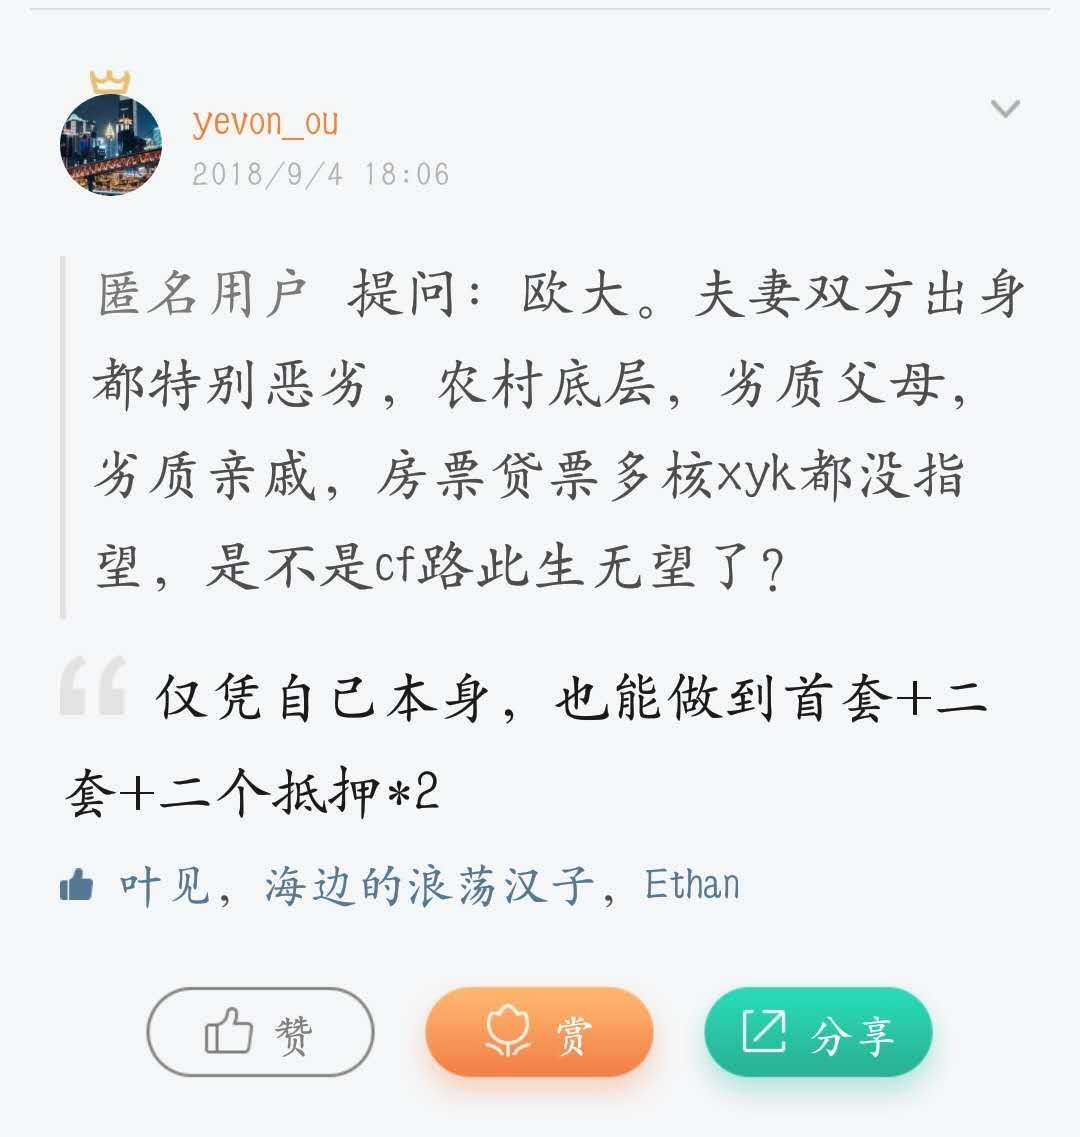 yevon_ou
2018/9/4 18:06
匿名用户 提问：欧大。夫妻双方出身
都特别恶劣，农村底层，劣质父母，
劣质亲戚，房票贷票多核xyk都没指
望，是不是cf路此生无望了？
仅凭自己本身，也能做到首套+二
套+二个抵押*2
叶见，海边的浪荡汉子，Ethan
赞
赏
分享